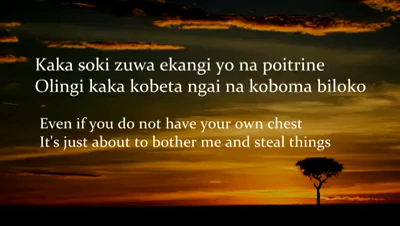 Kaka soki zuwa ekangi yo na poitrine
Olingi kaka kobeta ngai na koboma biloko
Even if you do not have your own chest
It's just about to bother me and steal things